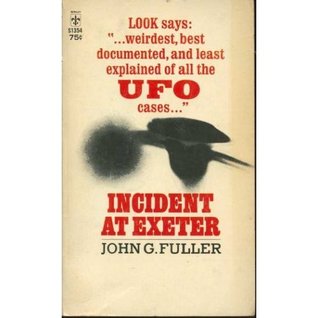 LOOK says:
"...weirdest, best
documented, and least
explained of all the
UFO
cases..."
S1354
75¢
INCIDENT
AT EXETER
JOHN G. FULLER